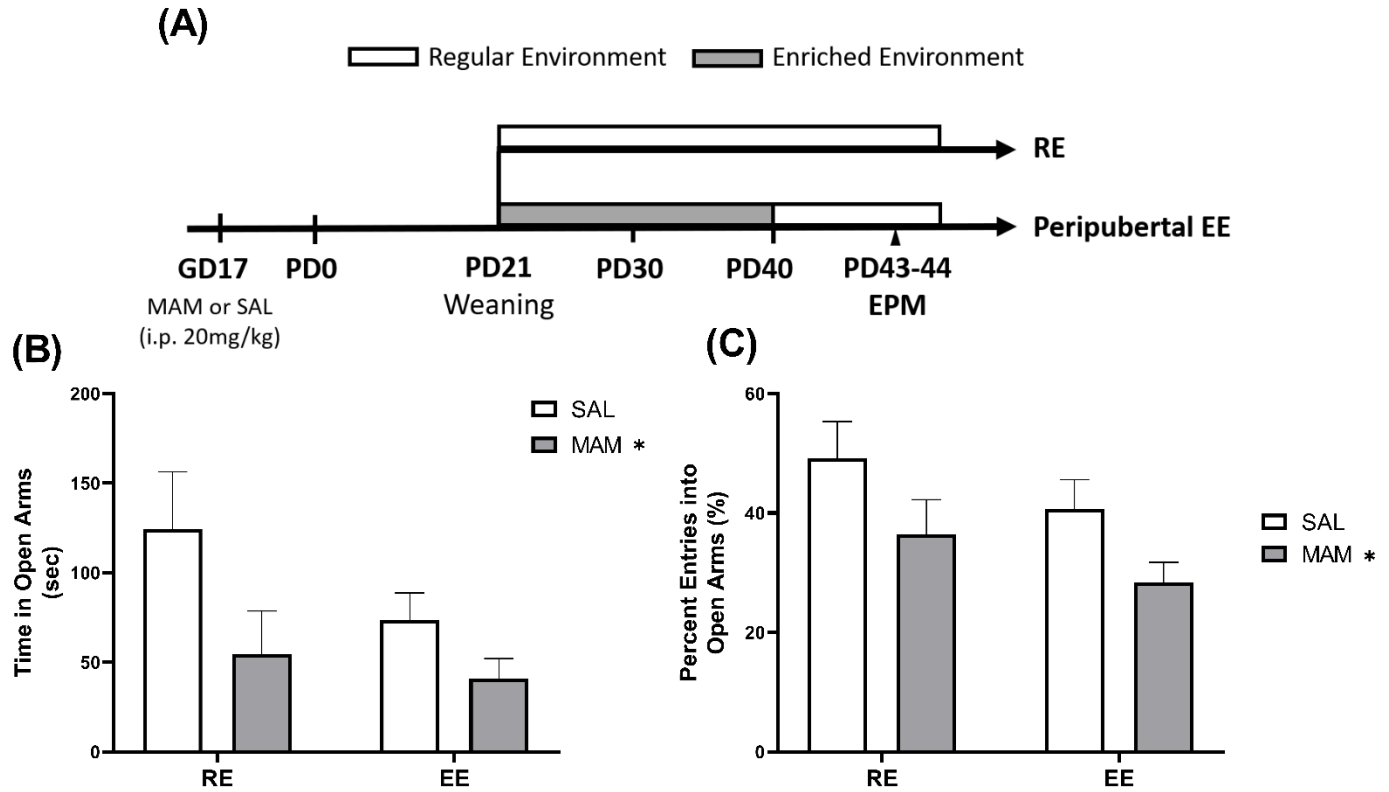 (A)
Regular Environment
Enriched Environment
RE
Peripubertal EE
GD17
PD0
PD21
PD30
PD40
PD43-44
MAM or SAL
Weaning
EPM
(i.p. 20mg/kg)
(B)
200
150
100
50
0
Time in Open Arms
(sec)
SAL
MAM *
RE
EE
(C)
60
40
20
0
Percent Entries into
Open Arms (%)
SAL
MAM *
RE
EE